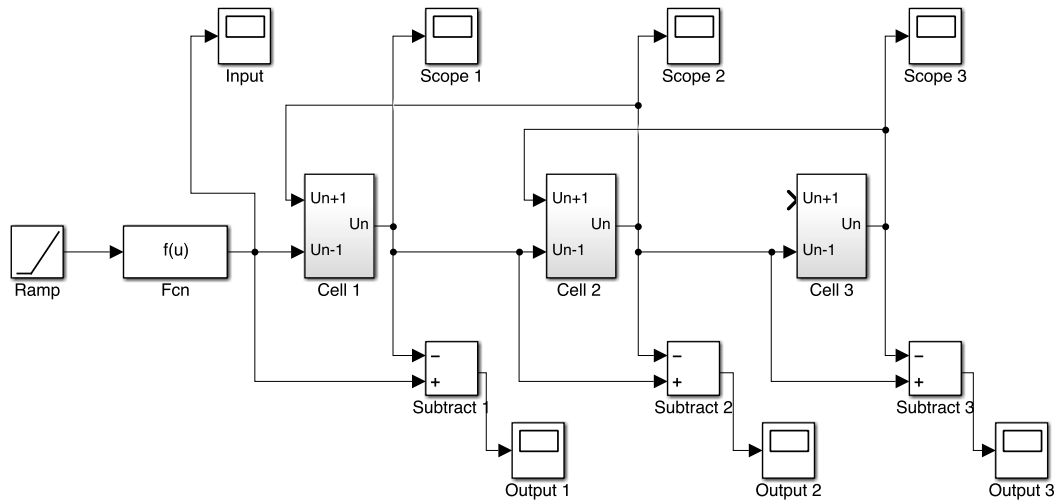 Input
Scope 1
Scope 2
Scope 3
Un+1
Un
Un-1
Un+1
Un
Un-1
Un+1
Un
Un-1
f(u)
Ramp
Fcn
Cell 1
Cell 2
Cell 3
−
+
−
+
−
+
Subtract 1
Subtract 2
Subtract 3
Output 1
Output 2
Output 3